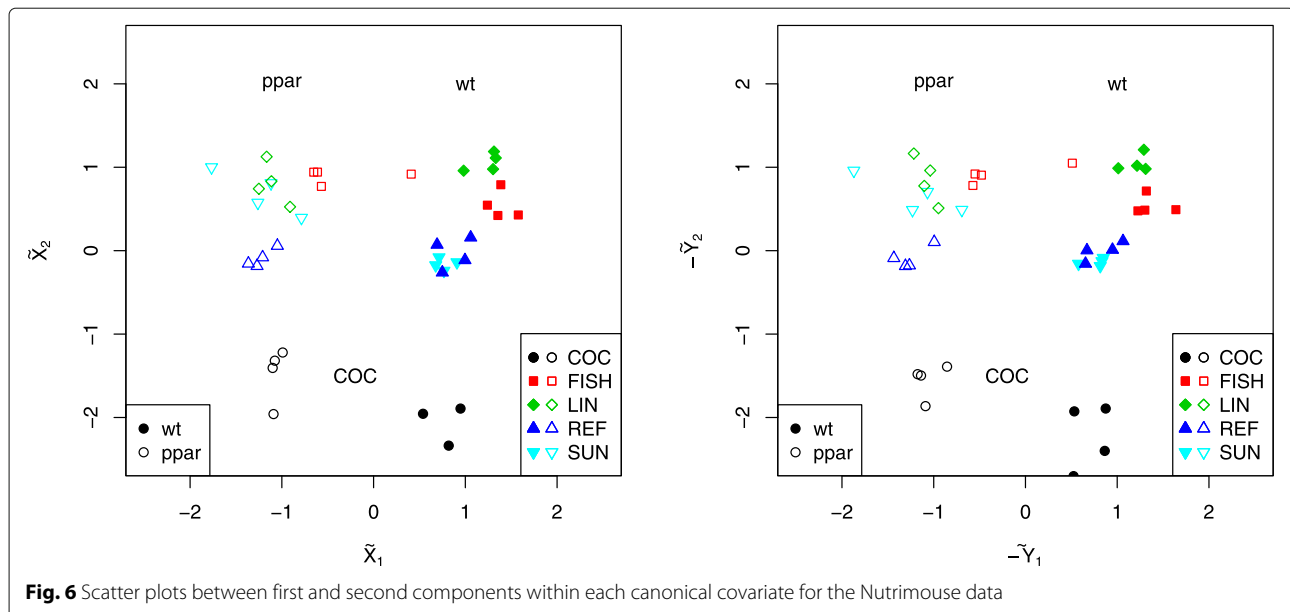 ppar
wt
COC
2
1
0
−1
−2
X̃₂
−2
−1
0
1
2
X̃₁
wt
ppar
COC
FISH
LIN
REF
SUN
ppar
wt
COC
2
1
0
−1
−2
−Ỹ₂
−2
−1
0
1
2
−Ỹ₁
wt
ppar
COC
FISH
LIN
REF
SUN
Fig. 6 Scatter plots between first and second components within each canonical covariate for the Nutrimouse data